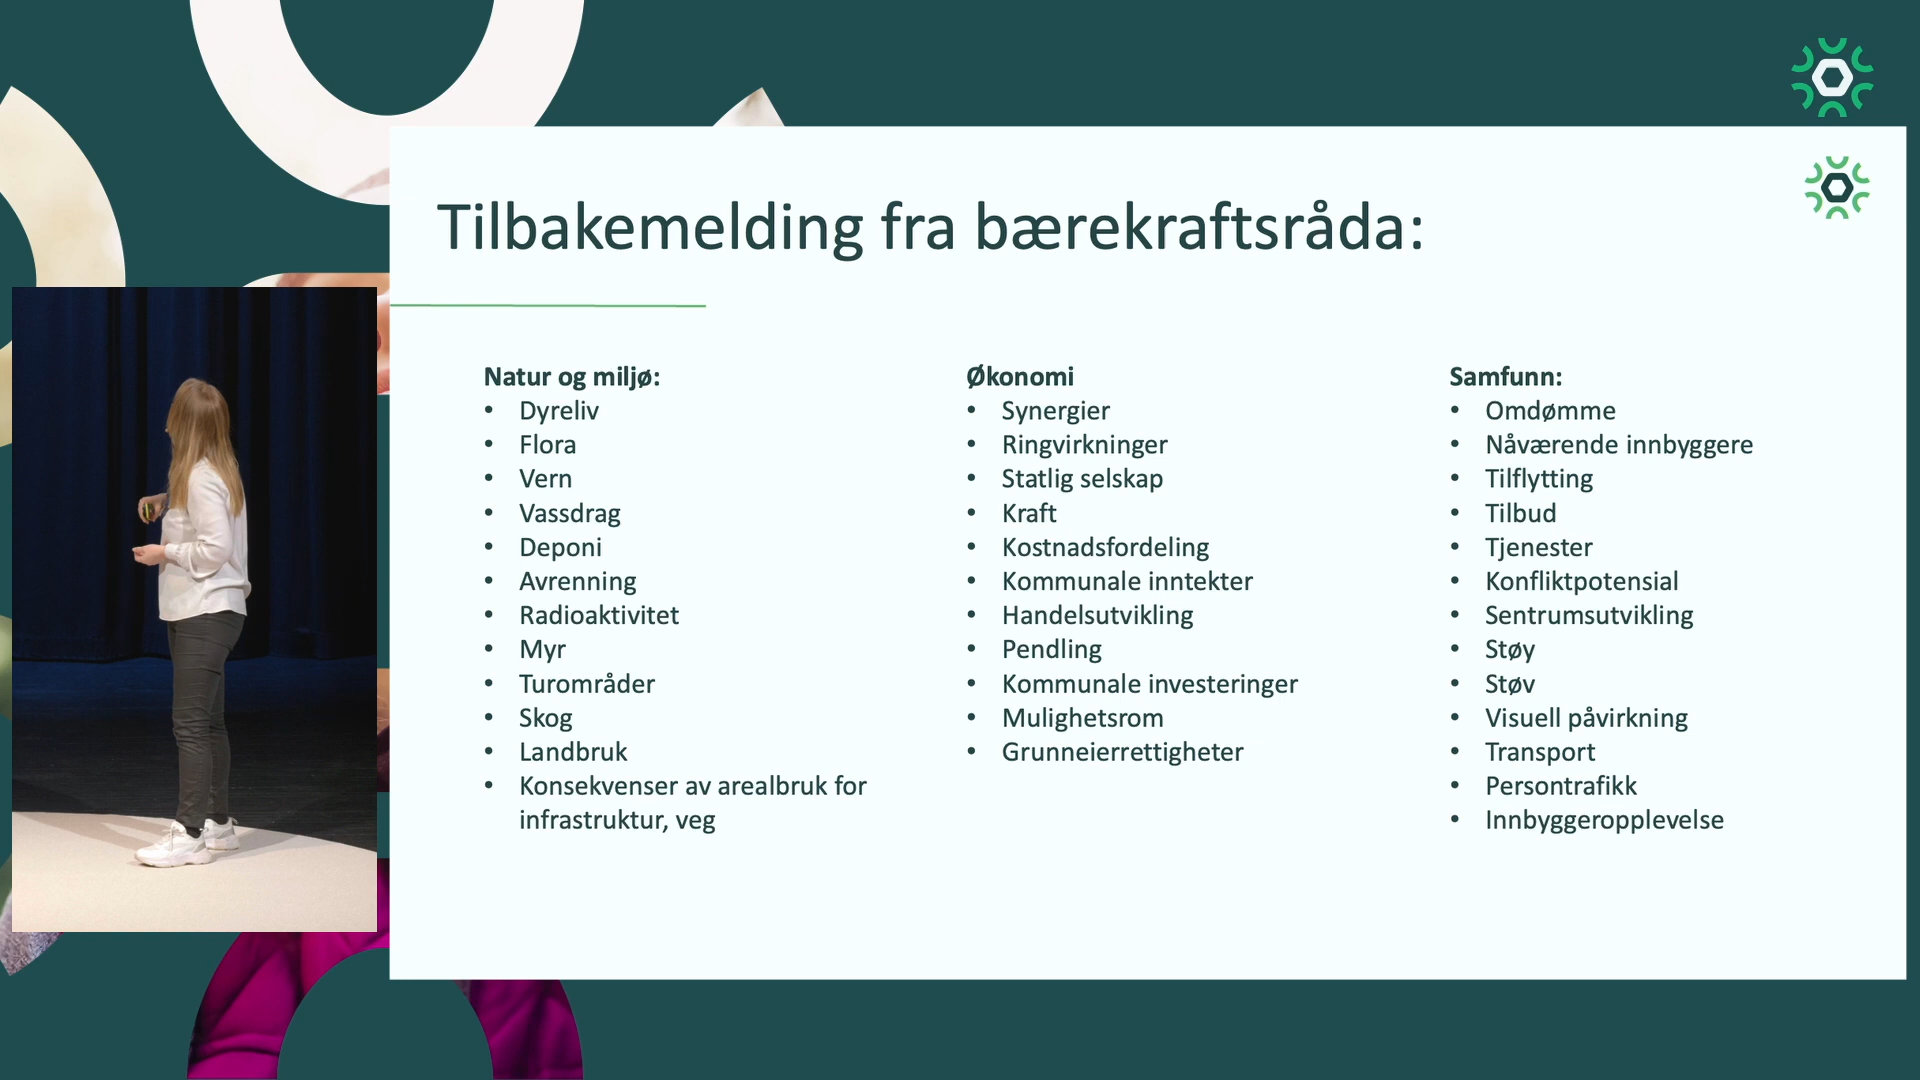 Tilbakemelding fra bærekraftsråda:
Natur og miljø:
• Dyreliv
• Flora
• Vern
• Vassdrag
• Deponi
• Avrenning
• Radioaktivitet
• Myr
• Turområder
• Skog
• Landbruk
• Konsekvenser av arealbruk for
infrastruktur, veg
Økonomi
• Synergier
• Ringvirkninger
• Statlig selskap
• Kraft
• Kostnadsfordeling
• Kommunale inntekter
• Handelsutvikling
• Pendling
• Kommunale investeringer
• Mulighetsrom
• Grunneierrettigheter
Samfunn:
• Omdømme
• Nåværende innbyggere
• Tilflytting
• Tilbud
• Tjenester
• Konfliktpotensial
• Sentrumsutvikling
• Støy
• Støv
• Visuell påvirkning
• Transport
• Persontrafikk
• Innbyggeropplevelse